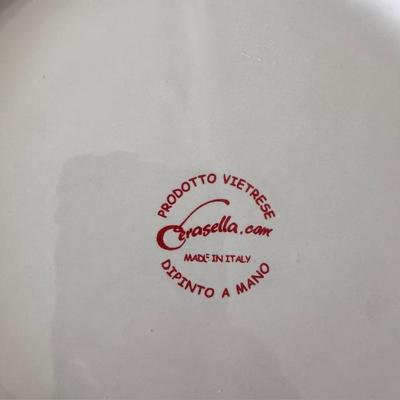 PRODOTTO VIETRESE
Cerasella.com
MADE IN ITALY
DIPINTO A MANO